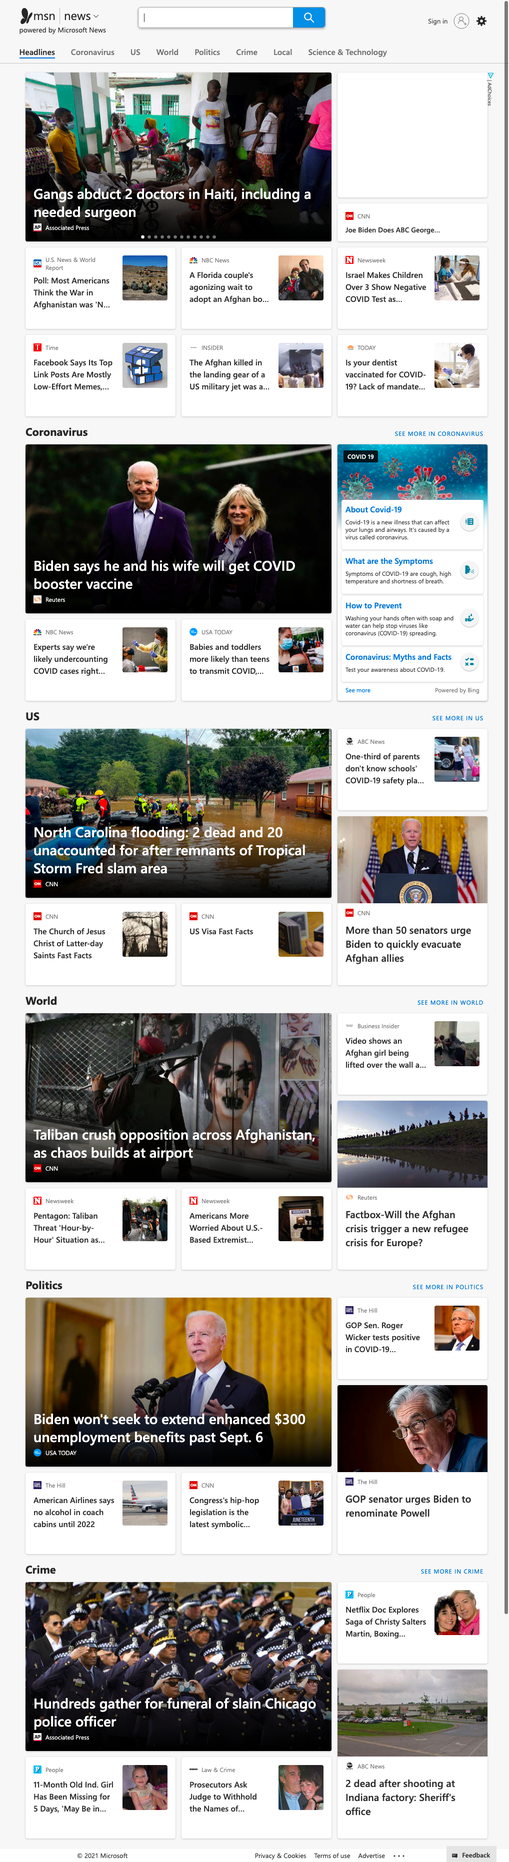 msn | news
powered by Microsoft News
Sign in
Headlines Coronavirus US World Politics Crime Local Science & Technology
AdChoices
Gangs abduct 2 doctors in Haiti, including a
needed surgeon
Associated Press
CNN
Joe Biden Does ABC George...
U.S. News & World
Report
Poll: Most Americans
Think the War in
Afghanistan was 'N...
NBC News
A Florida couple's
agonizing wait to
adopt an Afghan bo...
Newsweek
Israel Makes Children
Over 3 Show Negative
COVID Test as...
Time
Facebook Says Its Top
Link Posts Are Mostly
Low-Effort Memes,...
INSIDER
The Afghan killed in
the landing gear of a
US military jet was a...
TODAY
Is your dentist
vaccinated for COVID-
19? Lack of mandate...
Coronavirus
SEE MORE IN CORONAVIRUS
Biden says he and his wife will get COVID
booster vaccine
Reuters
COVID 19
About Covid-19
Covid-19 is a new illness that can affect
your lungs and airways. It's caused by a
virus called coronavirus.
What are the Symptoms
Symptoms of COVID-19 are cough, high
temperature and shortness of breath.
How to Prevent
Washing your hands often with soap and
water can help stop viruses like
coronavirus (COVID-19) spreading.
Coronavirus: Myths and Facts
Test your awareness about COVID-19.
See more
Powered by Bing
NBC News
Experts say we're
likely undercounting
COVID cases right...
USA TODAY
Babies and toddlers
more likely than teens
to transmit COVID,...
US
SEE MORE IN US
North Carolina flooding: 2 dead and 20
unaccounted for after remnants of Tropical
Storm Fred slam area
CNN
ABC News
One-third of parents
don't know schools'
COVID-19 safety pla...
CNN
More than 50 senators urge
Biden to quickly evacuate
Afghan allies
CNN
The Church of Jesus
Christ of Latter-day
Saints Fast Facts
CNN
US Visa Fast Facts
World
SEE MORE IN WORLD
Taliban crush opposition across Afghanistan,
as chaos builds at airport
CNN
Business Insider
Video shows an
Afghan girl being
lifted over the wall a...
Reuters
Factbox-Will the Afghan
crisis trigger a new refugee
crisis for Europe?
Newsweek
Pentagon: Taliban
Threat 'Hour-by-
Hour' Situation as...
Newsweek
Americans More
Worried About U.S.-
Based Extremist...
Politics
SEE MORE IN POLITICS
Biden won't seek to extend enhanced $300
unemployment benefits past Sept. 6
USA TODAY
The Hill
GOP Sen. Roger
Wicker tests positive
in COVID-19...
The Hill
GOP senator urges Biden to
renominate Powell
The Hill
American Airlines says
no alcohol in coach
cabins until 2022
CNN
Congress's hip-hop
legislation is the
latest symbolic...
JUNETEENTH
Crime
SEE MORE IN CRIME
Hundreds gather for funeral of slain Chicago
police officer
Associated Press
People
Netflix Doc Explores
Saga of Christy Salters
Martin, Boxing...
ABC News
2 dead after shooting at
Indiana factory: Sheriff's
office
People
11-Month Old Ind. Girl
Has Been Missing for
5 Days, 'May Be in...
Law & Crime
Prosecutors Ask
Judge to Withhold
the Names of...
© 2021 Microsoft
Privacy & Cookies Terms of use Advertise ...
Feedback